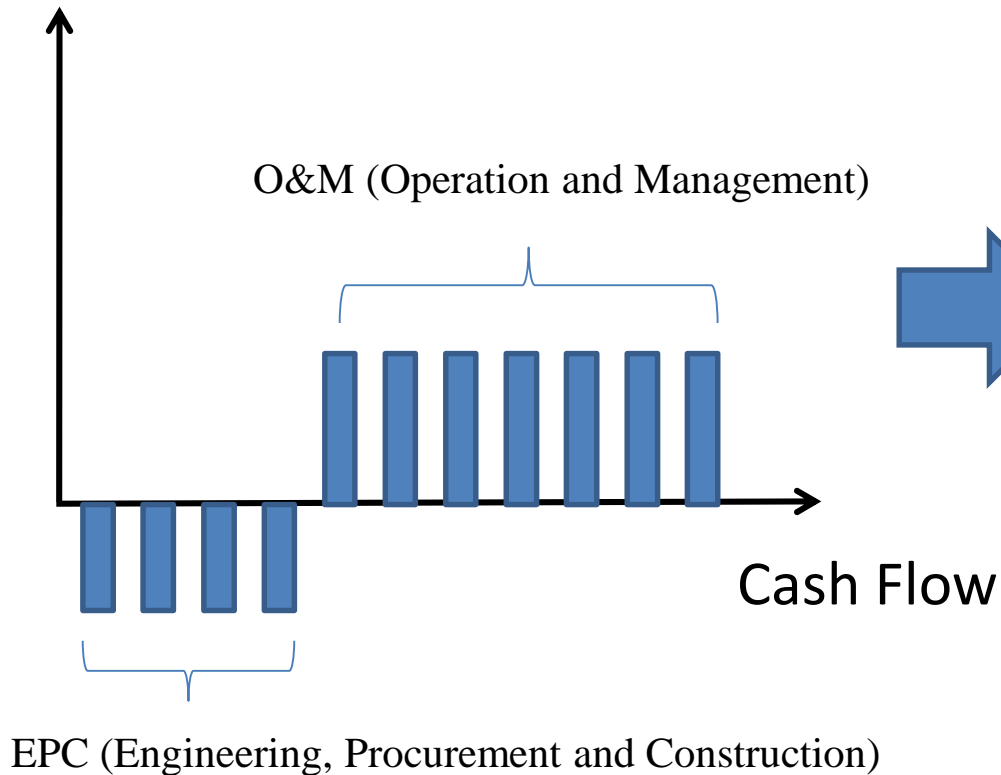 O&M (Operation and Management)
Cash Flow
EPC (Engineering, Procurement and Construction)